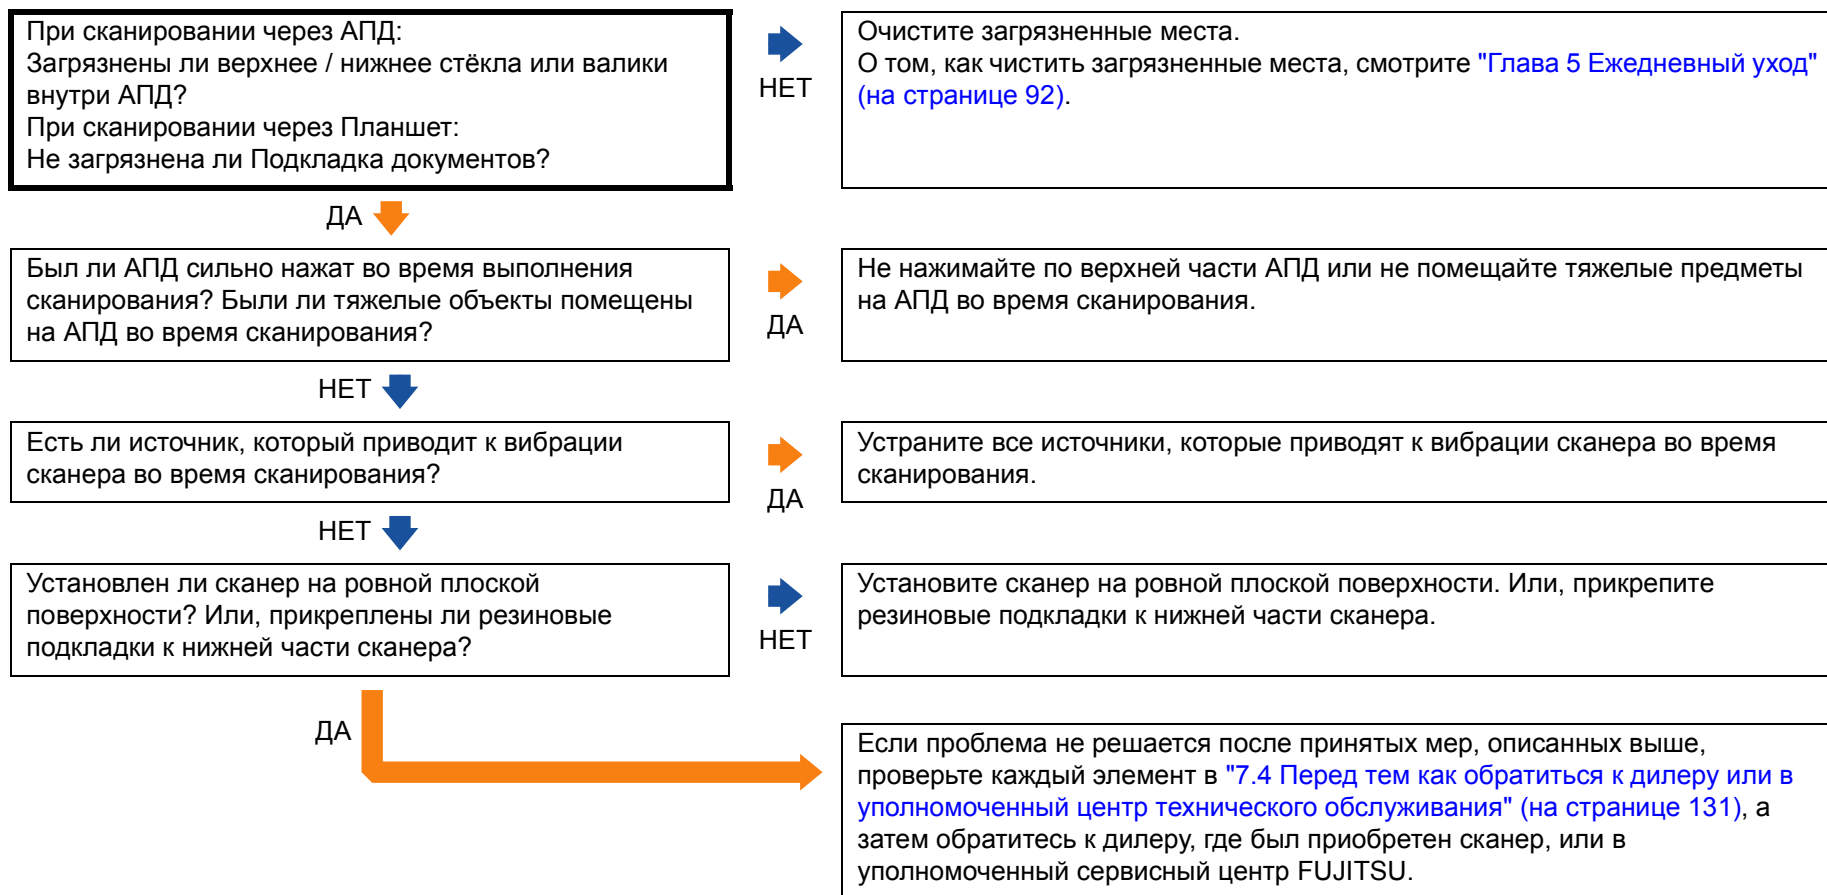 При сканировании через АПД:
Загрязнены ли верхнее / нижнее стёкла или валики
внутри АПД?
При сканировании через Планшет:
Не загрязнена ли Подкладка документов?
НЕТ
Очистите загрязненные места.
О том, как чистить загрязненные места, смотрите "Глава 5 Ежедневный уход"
(на странице 92).
ДА
Был ли АПД сильно нажат во время выполнения
сканирования? Были ли тяжелые объекты помещены
на АПД во время сканирования?
ДА
Не нажимайте по верхней части АПД или не помещайте тяжелые предметы
на АПД во время сканирования.
НЕТ
Есть ли источник, который приводит к вибрации
сканера во время сканирования?
ДА
Устраните все источники, которые приводят к вибрации сканера во время
сканирования.
НЕТ
Установлен ли сканер на ровной плоской
поверхности? Или, прикреплены ли резиновые
подкладки к нижней части сканера?
НЕТ
Установите сканер на ровной плоской поверхности. Или, прикрепите
резиновые подкладки к нижней части сканера.
ДА
Если проблема не решается после принятых мер, описанных выше,
проверьте каждый элемент в "7.4 Перед тем как обратиться к дилеру или в
уполномоченный центр технического обслуживания" (на странице 131), а
затем обратитесь к дилеру, где был приобретен сканер, или в
уполномоченный сервисный центр FUJITSU.